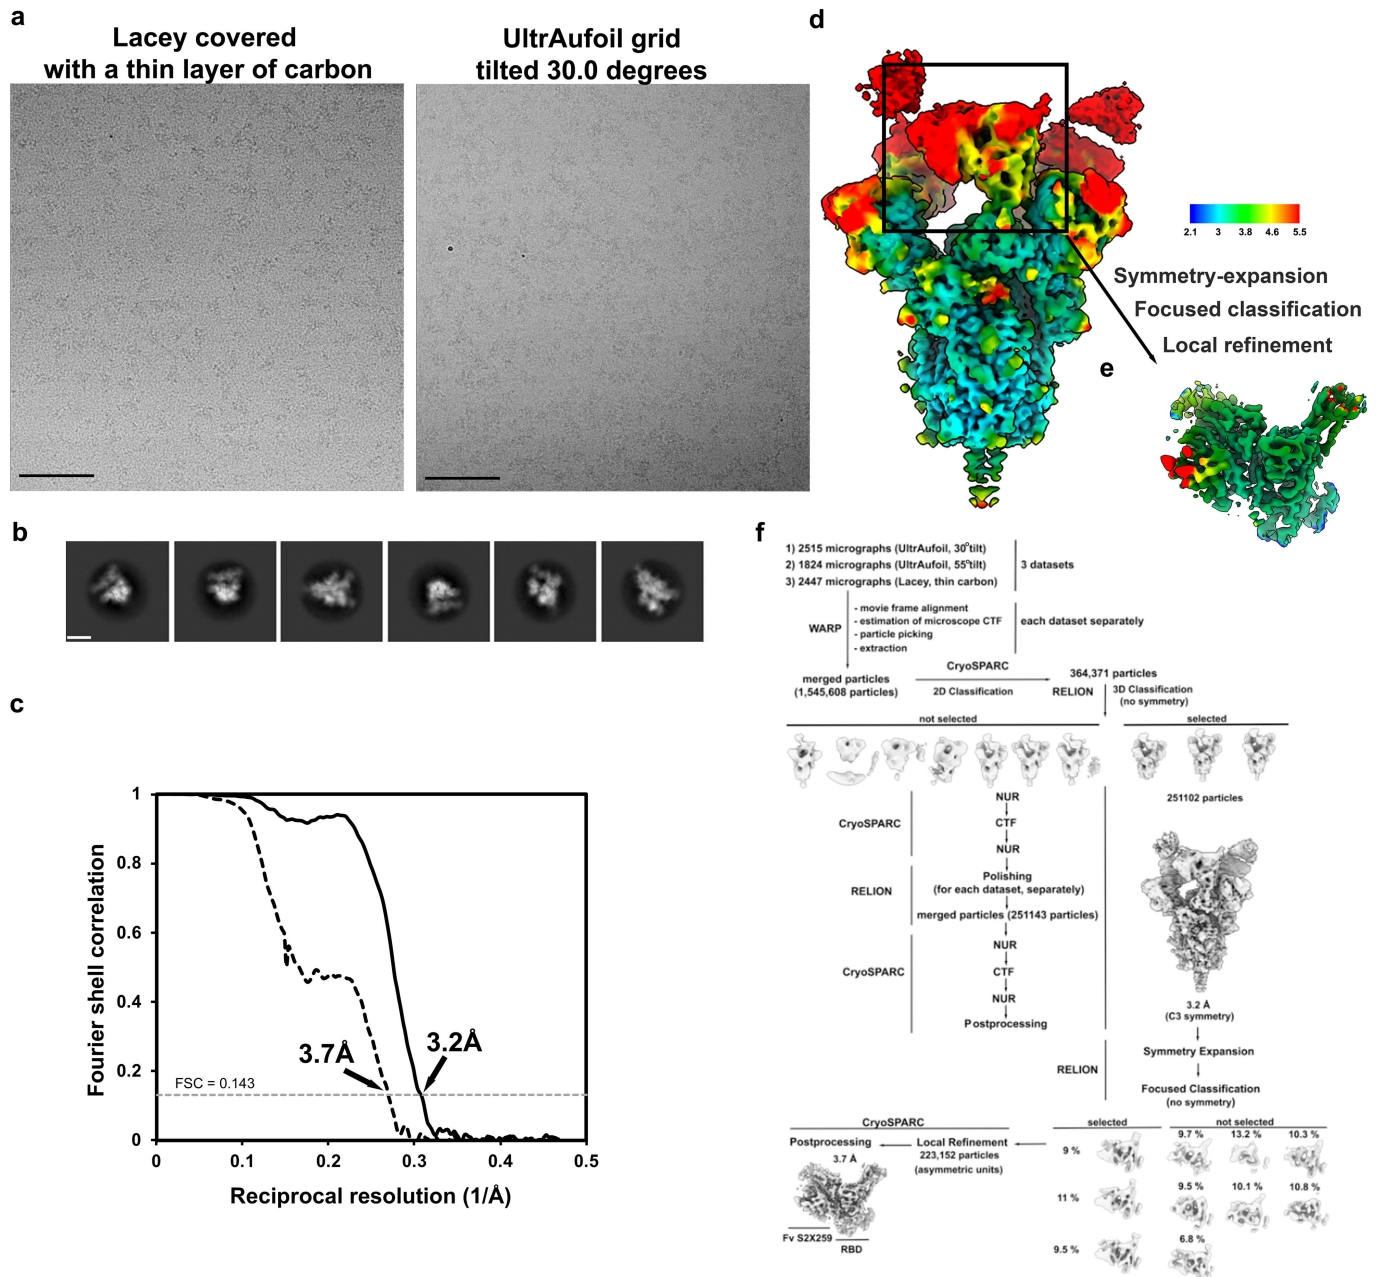 a
Lacey covered
with a thin layer of carbon
UltrAufoil grid
tilted 30.0 degrees
b
c
1
0.8
0.6
0.4
0.2
0
Fourier shell correlation
FSC = 0.143
3.7Å
3.2Å
0
0.1
0.2
0.3
0.4
0.5
Reciprocal resolution (1/Å)
d
2.1
3
3.8
4.6
5.5
Symmetry-expansion
Focused classification
Local refinement
e
f
1) 2515 micrographs (UltrAufoil, 30°tilt)
2) 1824 micrographs (UltrAufoil, 55°tilt)
3) 2447 micrographs (Lacey, thin carbon)
3 datasets
WARP
- movie frame alignment
- estimation of microscope CTF
- particle picking
- extraction
each dataset separately
merged particles
(1,545,608 particles)
CryoSPARC
2D Classification
364,371 particles
RELION
3D Classification
(no symmetry)
not selected
selected
251102 particles
CryoSPARC
NUR
CTF
NUR
RELION
Polishing
(for each dataset, separately)
merged particles (251143 particles)
CryoSPARC
NUR
CTF
NUR
Postprocessing
3.2 Å
(C3 symmetry)
Symmetry Expansion
RELION
Focused Classification
(no symmetry)
selected
not selected
9 %
9.7 %
13.2 %
10.3 %
11 %
9.5 %
10.1 %
10.8 %
9.5 %
6.8 %
CryoSPARC
Postprocessing
Local Refinement
3.7 Å
223,152 particles
(asymmetric units)
Fv S2X259
RBD